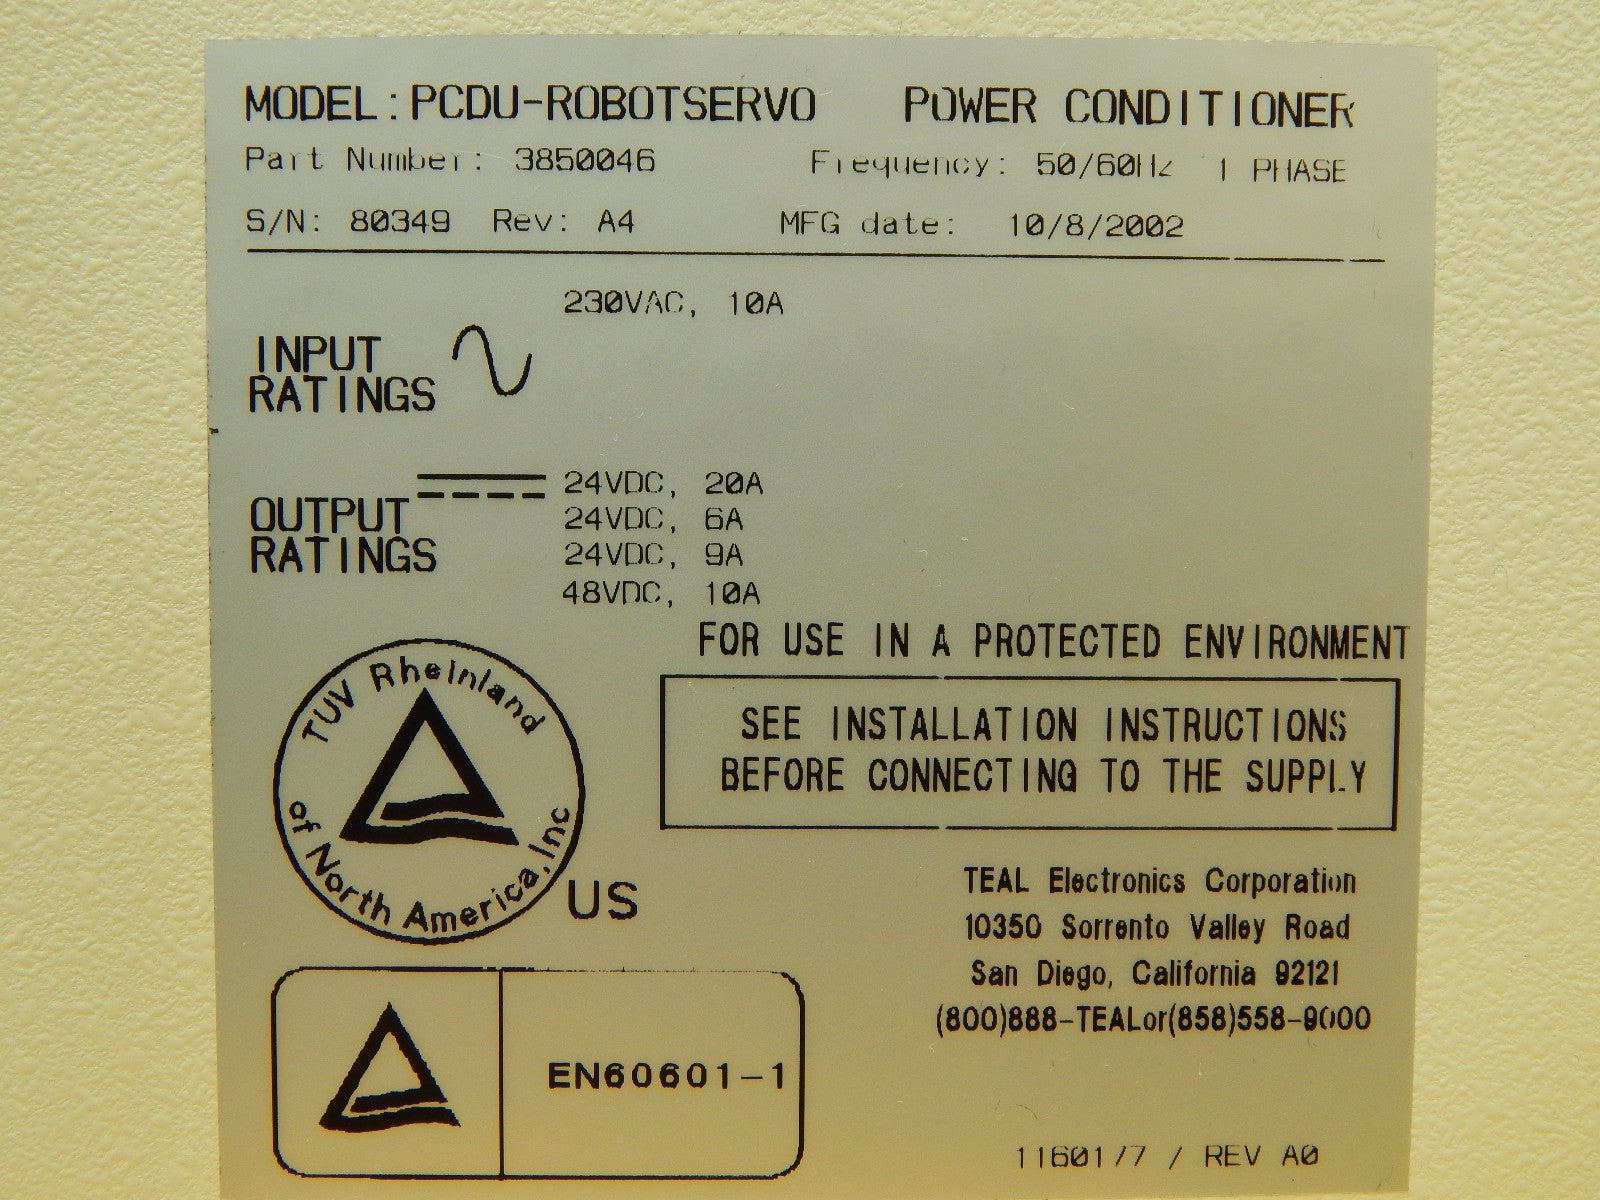 MODEL: PCDU-ROBOTSERVO POWER CONDITIONER
Part Number: 3850046 Frequency: 50/60Hz 1 PHASE
S/N: 80349 Rev: A4 MFG date: 10/8/2002
230VAC, 10A
INPUT
RATINGS
24VDC, 20A
24VDC, 6A
24VDC, 9A
48VDC, 10A
OUTPUT
RATINGS
FOR USE IN A PROTECTED ENVIRONMENT
SEE INSTALLATION INSTRUCTIONS
BEFORE CONNECTING TO THE SUPPLY
TUV Rheinland
of North America, Inc
US
TEAL Electronics Corporation
10350 Sorrento Valley Road
San Diego, California 92121
(800)888-TEALor(858)558-9000
EN60601-1
1160177 / REV A0